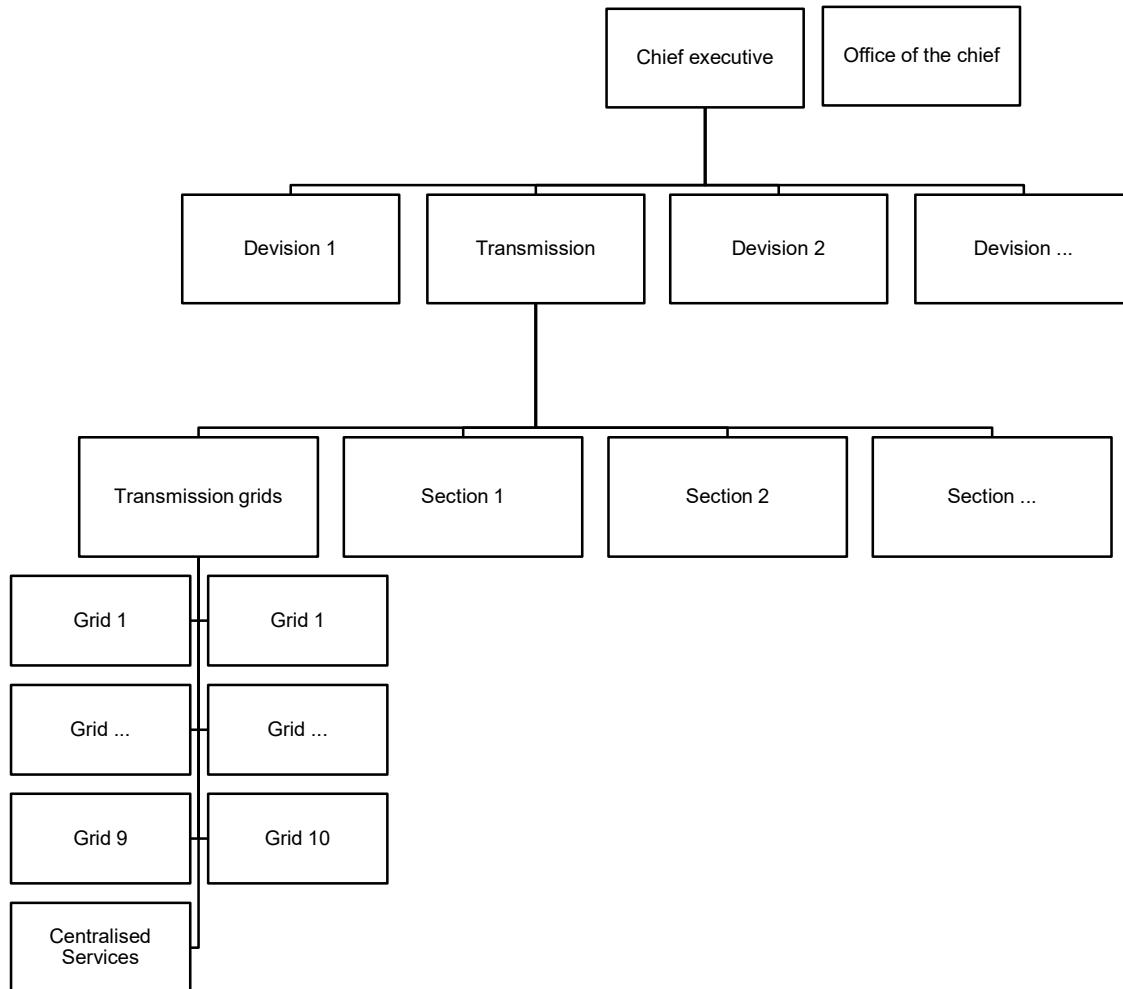 Chief executive
Office of the chief
Devision 1
Transmission
Devision 2
Devision ...
Transmission grids
Section 1
Section 2
Section ...
Grid 1
Grid 1
Grid ...
Grid ...
Grid 9
Grid 10
Centralised
Services